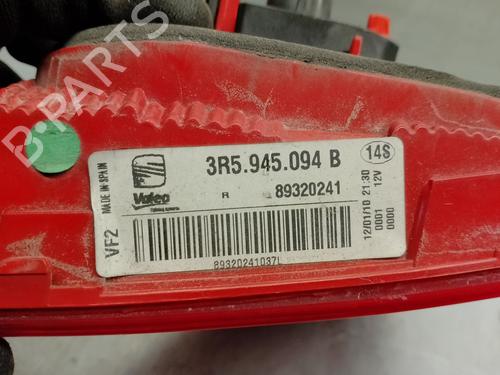 B-PARTS
MADE IN SPAIN
VF2
Valeo
3R5.945.094 B
R 89320241
89320241037L
14S
12/01/10 21:30
0001 12V
0000